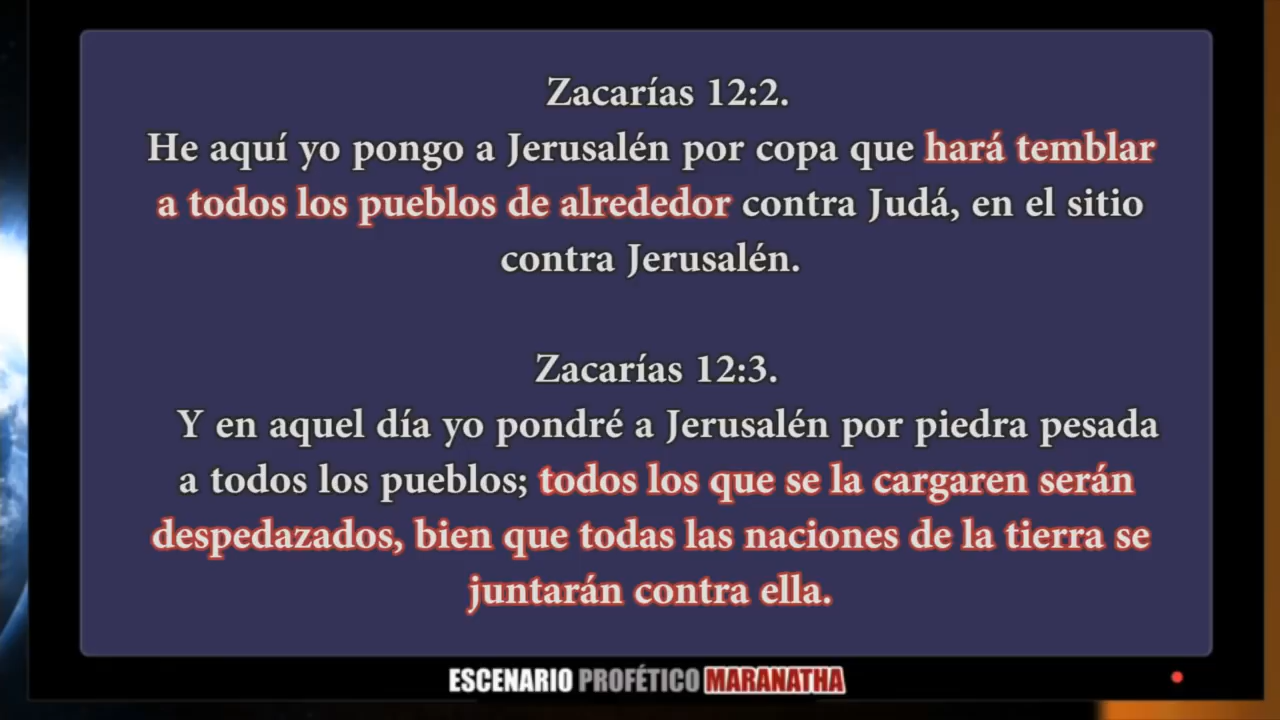 Zacarías 12:2.
He aquí yo pongo a Jerusalén por copa que hará temblar
a todos los pueblos de alrededor contra Judá, en el sitio
contra Jerusalén.
Zacarías 12:3.
Y en aquel día yo pondré a Jerusalén por piedra pesada
a todos los pueblos; todos los que se la cargaren serán
despedazados, bien que todas las naciones de la tierra se
juntarán contra ella.
ESCENARIO PROFÉTICO MARANATHA